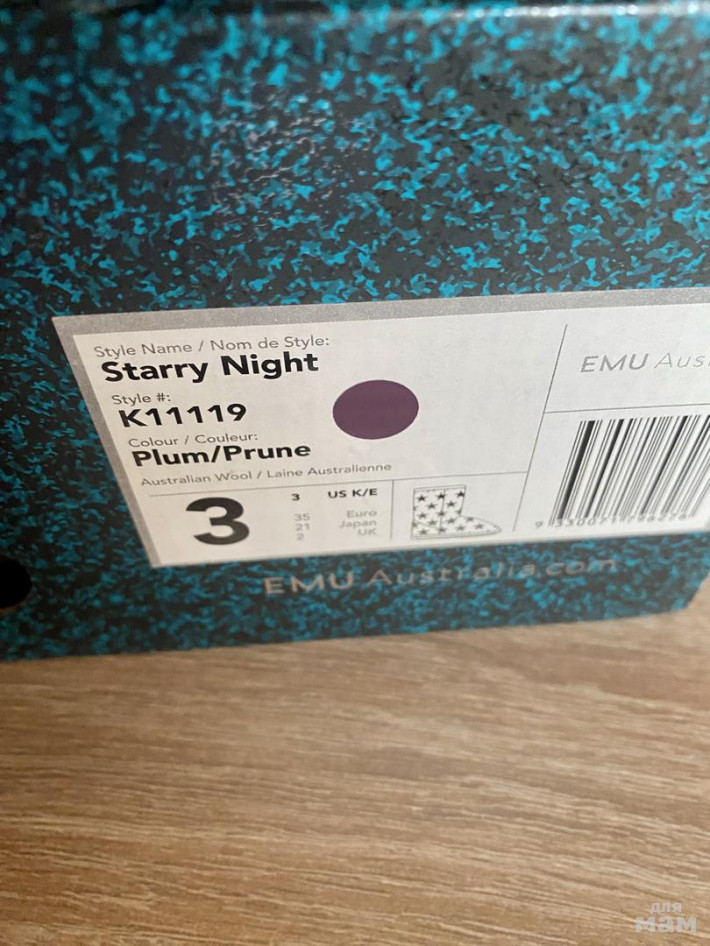 Style Name / Nom de Style:
Starry Night
Style #:
K11119
Colour / Couleur:
Plum/Prune
Australian Wool / Laine Australienne
3
3 US K/E
35 Euro
21 Japan
2 UK
EMU Aus
EMU Australia.com
для
мам